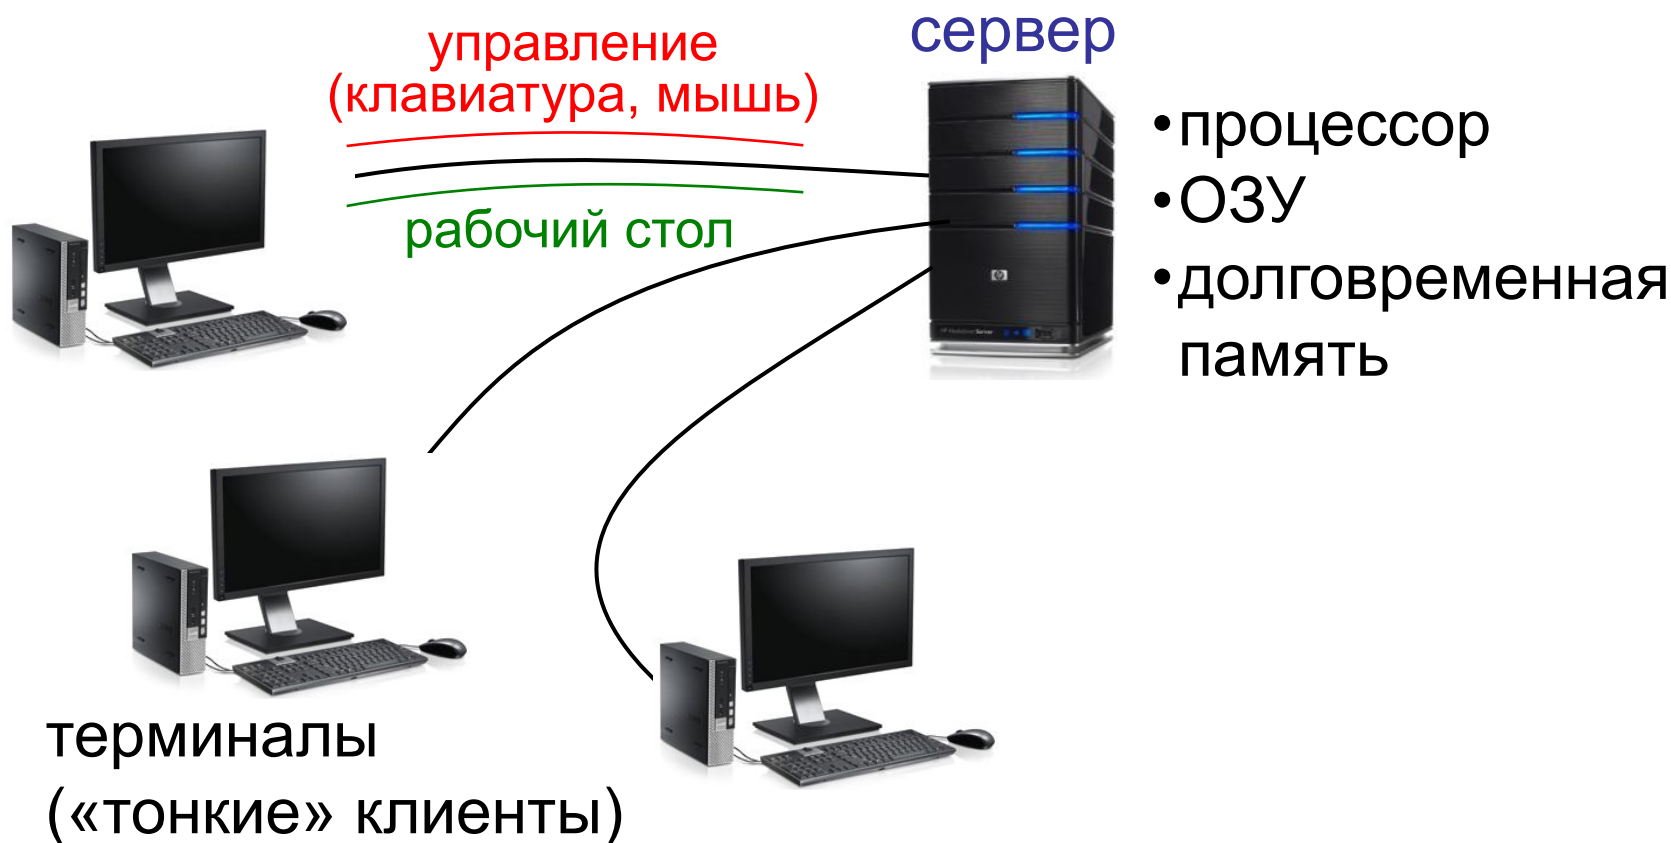 сервер
управление
(клавиатура, мышь)
рабочий стол
•процессор
•ОЗУ
•долговременная
память
терминалы
(«тонкие» клиенты)